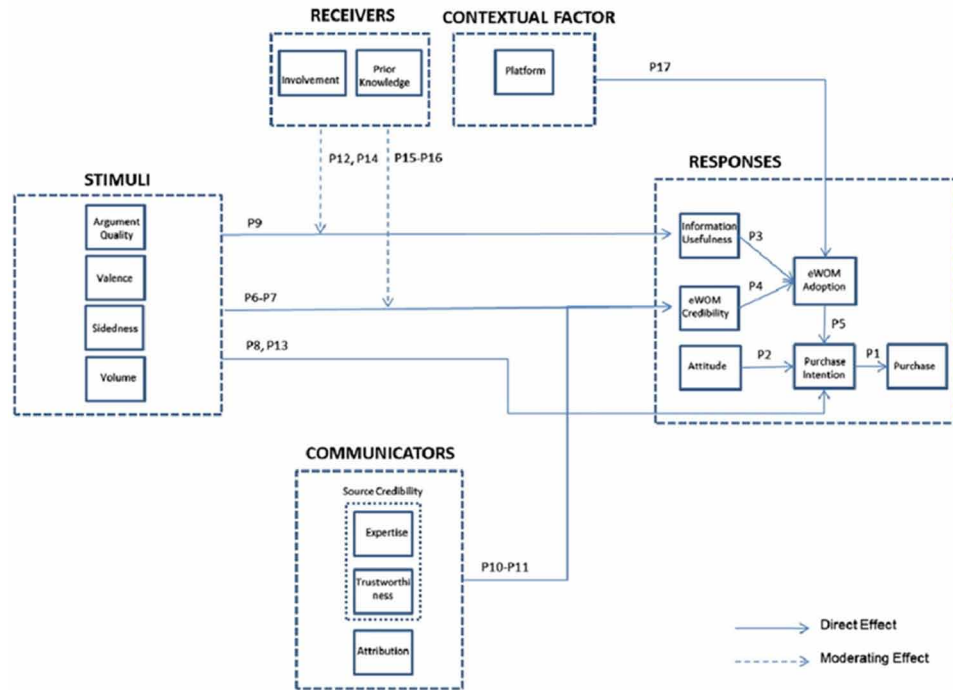 RECEIVERS
CONTEXTUAL FACTOR
Involvement
Prior
Knowledge
Platform
P17
P12, P14
P15-P16
STIMULI
RESPONSES
Argument
Quality
Valence
Sidedness
Volume
P9
P6-P7
P8, P13
Information
Usefulness
P3
eWOM
Adoption
eWOM
Credibility
P4
P5
Attitude
P2
Purchase
Intention
P1
Purchase
COMMUNICATORS
Source Credibility
Expertise
Trustworthi
ness
Attribution
P10-P11
Direct Effect
Moderating Effect